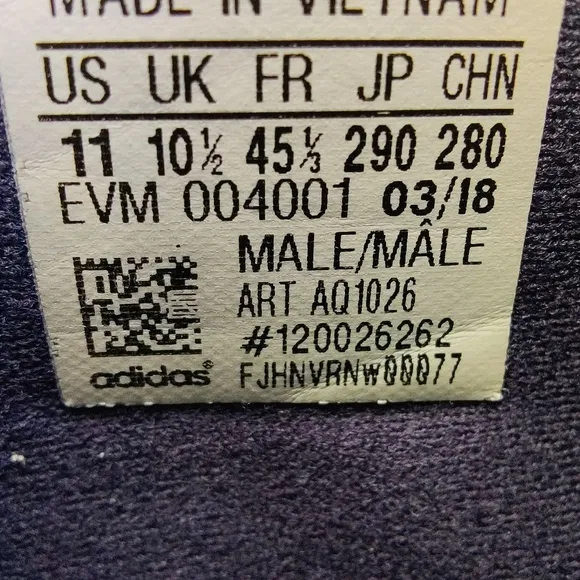 MADE IN VIETNAM
US UK FR JP CHN
11 10½ 45⅓ 290 280
EVM 004001 03/18
MALE/MÂLE
ART AQ1026
#120026262
adidas® FJHNVRNW00077